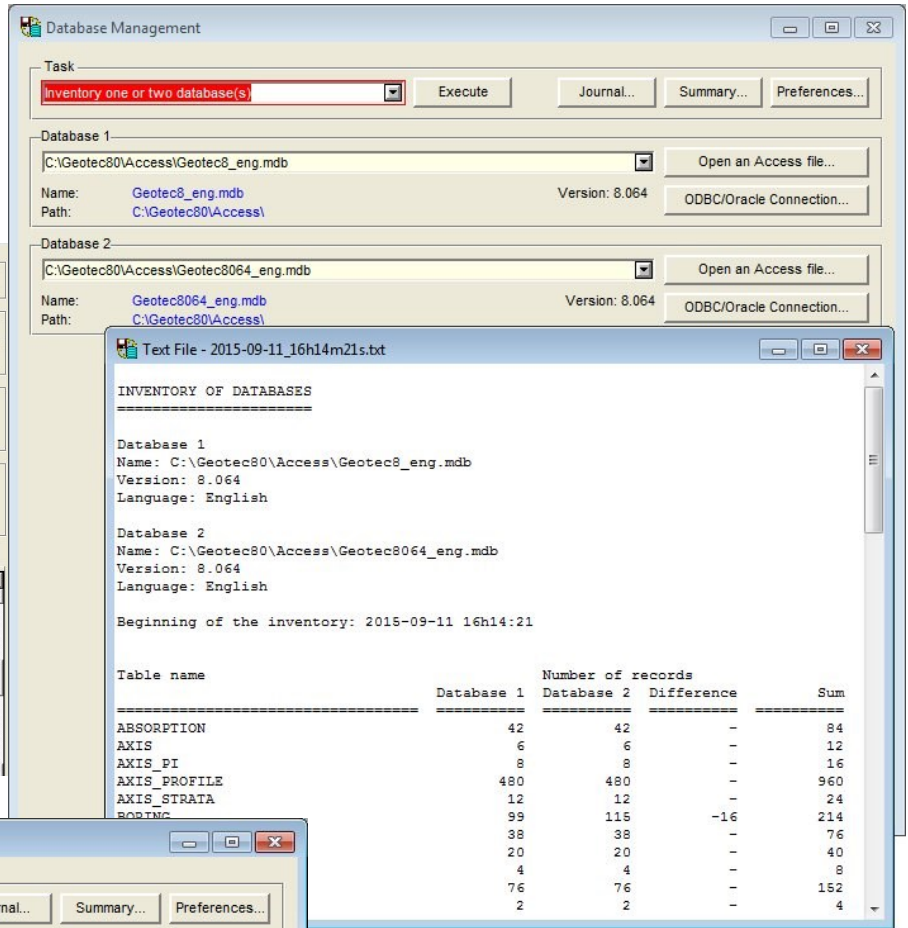 Database Management
Task
Inventory one or two database(s)
Execute
Journal...
Summary...
Preferences...
Database 1
C:\Geotec80\Access\Geotec8_eng.mdb
Open an Access file...
Name: Geotec8_eng.mdb Version: 8.064
ODBC/Oracle Connection...
Path: C:\Geotec80\Access\
Database 2
C:\Geotec80\Access\Geotec8064_eng.mdb
Open an Access file...
Name: Geotec8064_eng.mdb Version: 8.064
ODBC/Oracle Connection...
Path: C:\Geotec80\Access\
Text File - 2015-09-11_16h14m21s.txt
INVENTORY OF DATABASES
======================
Database 1
Name: C:\Geotec80\Access\Geotec8_eng.mdb
Version: 8.064
Language: English
Database 2
Name: C:\Geotec80\Access\Geotec8064_eng.mdb
Version: 8.064
Language: English
Beginning of the inventory: 2015-09-11 16h14:21
Table name Number of records
Database 1 Database 2 Difference Sum
================================== ========== ========== ========== ==========
ABSORPTION 42 42 - 84
AXIS 6 6 - 12
AXIS_PI 8 8 - 16
AXIS_PROFILE 480 480 - 960
AXIS_STRATA 12 12 - 24
BORING 99 115 -16 214
38 38 - 76
20 20 - 40
4 4 - 8
76 76 - 152
2 2 - 4
Summary...
Preferences...